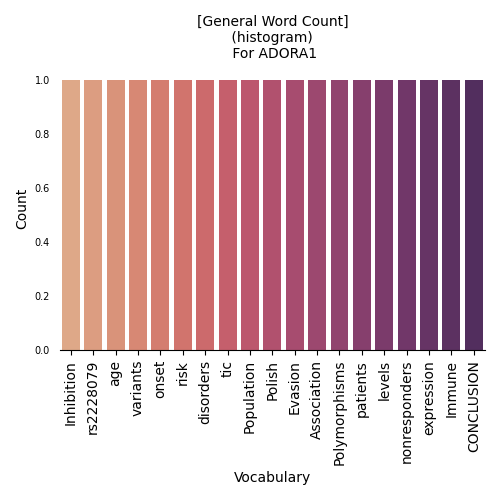 [General Word Count]
(histogram)
For ADORA1
1.0
0.8
0.6
0.4
0.2
0.0
Count
Inhibition
rs2228079
age
variants
onset
risk
disorders
tic
Population
Polish
Evasion
Association
Polymorphisms
patients
levels
nonresponders
expression
Immune
CONCLUSION
Vocabulary